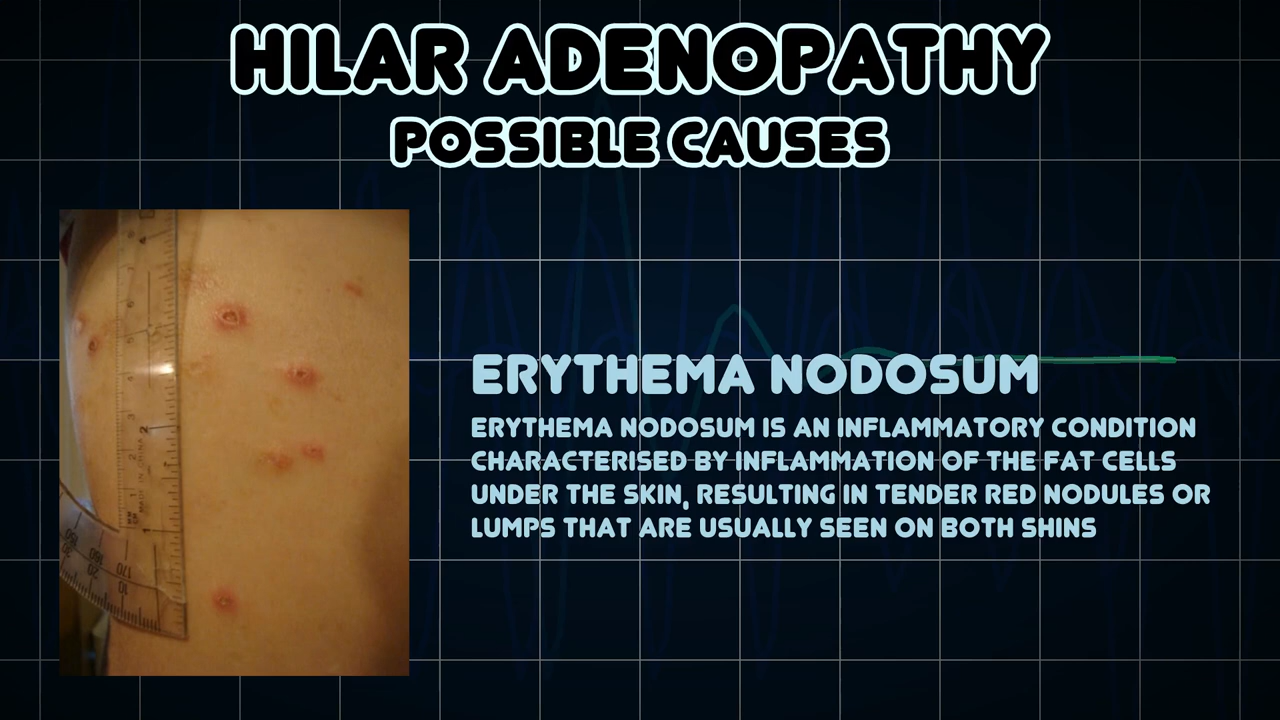 HILAR ADENOPATHY
POSSIBLE CAUSES
ERYTHEMA NODOSUM
ERYTHEMA NODOSUM IS AN INFLAMMATORY CONDITION
CHARACTERISED BY INFLAMMATION OF THE FAT CELLS
UNDER THE SKIN, RESULTING IN TENDER RED NODULES OR
LUMPS THAT ARE USUALLY SEEN ON BOTH SHINS